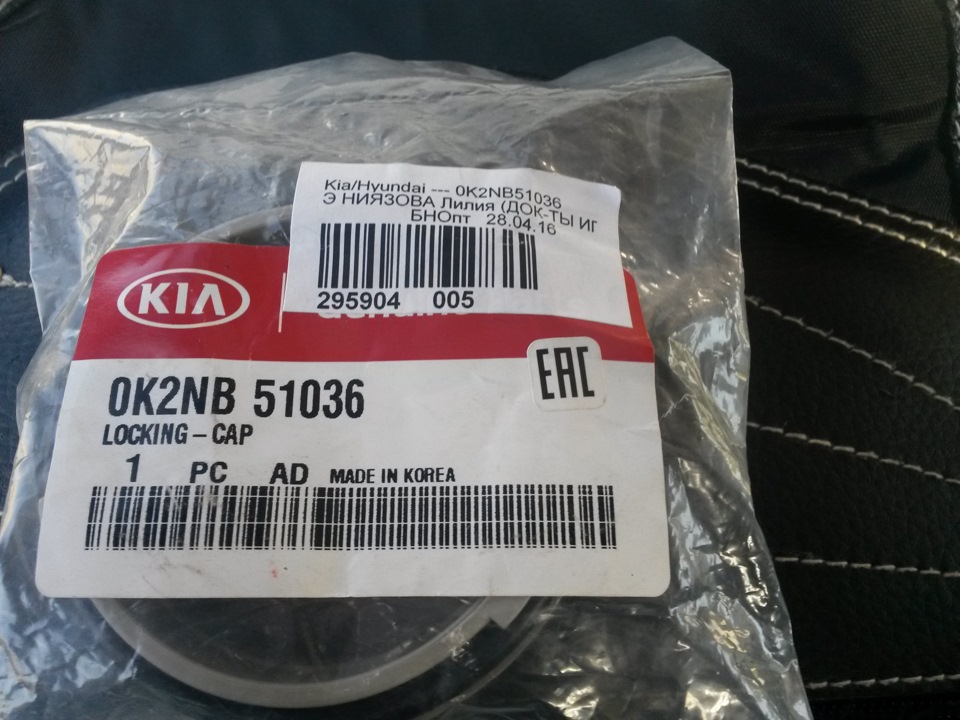 Kia/Hyundai --- 0K2NB51036
Э НИЯЗОВА Лилия (ДОК-ТЫ ИГ
БНОпт 28.04.16
295904 005
KIA
EAC
0K2NB 51036
LOCKING-CAP
1 PC AD MADE IN KOREA